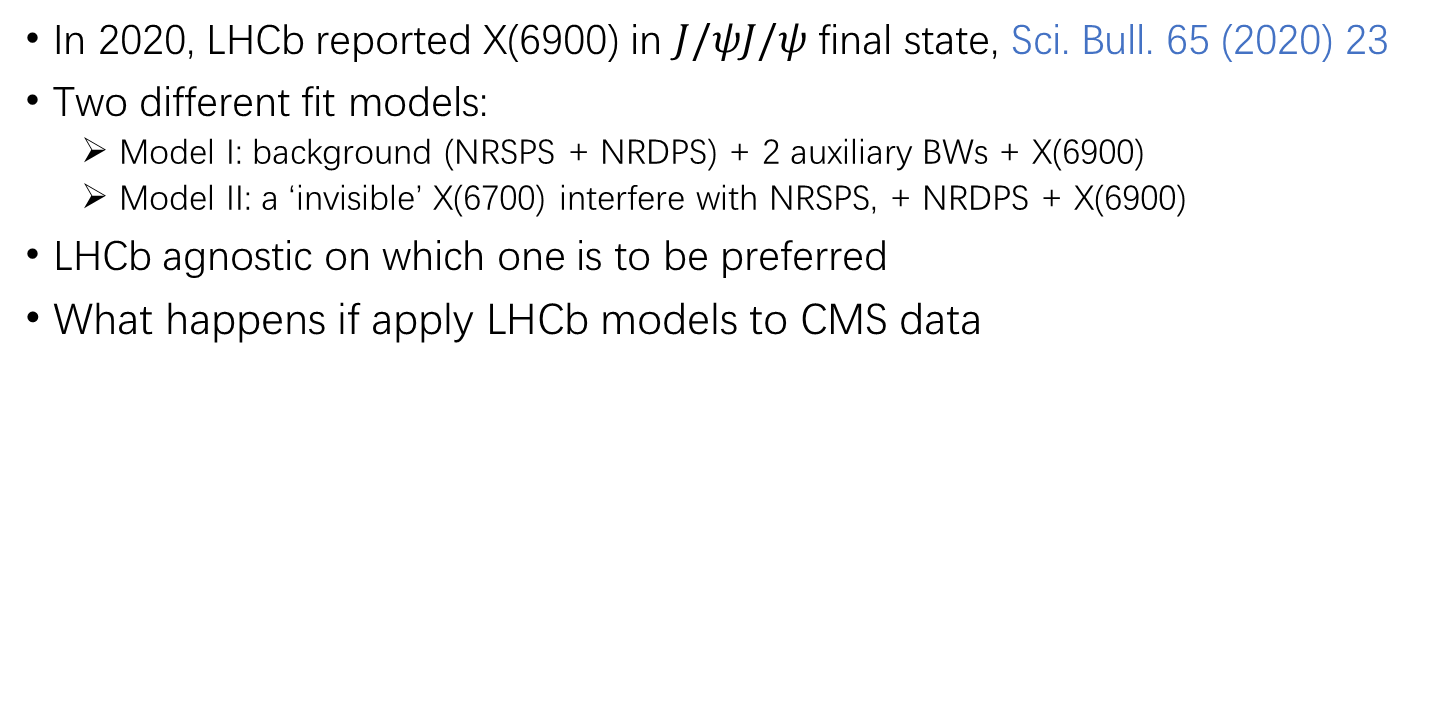 • In 2020, LHCb reported X(6900) in J/ψJ/ψ final state, Sci. Bull. 65 (2020) 23
• Two different fit models:
➢ Model I: background (NRSPS + NRDPS) + 2 auxiliary BWs + X(6900)
➢ Model II: a ‘invisible’ X(6700) interfere with NRSPS, + NRDPS + X(6900)
• LHCb agnostic on which one is to be preferred
• What happens if apply LHCb models to CMS data